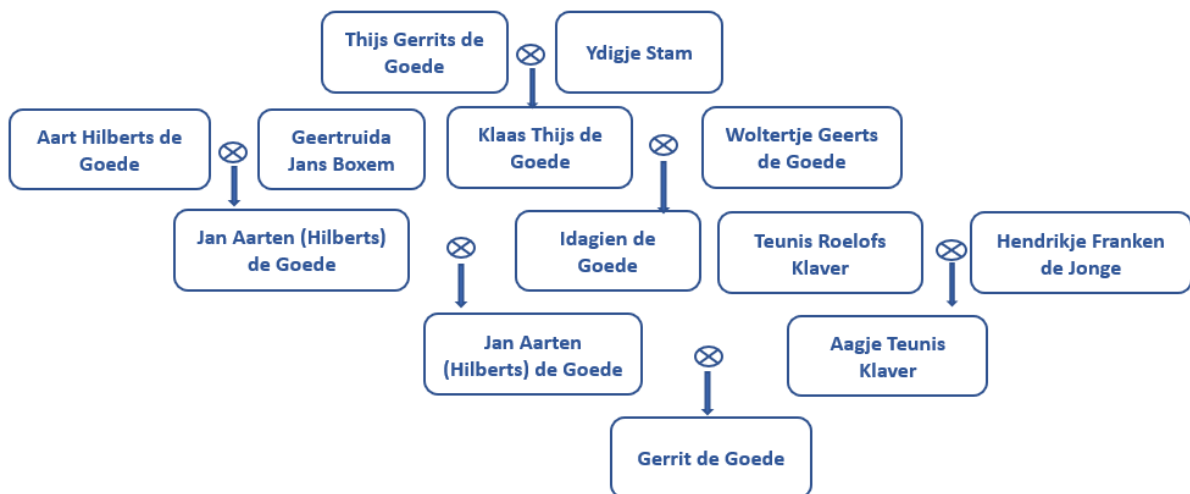 Thijs Gerrits de
Goede
Ydigje Stam
Aart Hilberts de
Goede
Geertruida
Jans Boxem
Klaas Thijs de
Goede
Woltertje Geerts
de Goede
Jan Aarten (Hilberts)
de Goede
Idagien de
Goede
Teunis Roelofs
Klaver
Hendrikje Franken
de Jonge
Jan Aarten
(Hilberts) de Goede
Aagje Teunis
Klaver
Gerrit de Goede